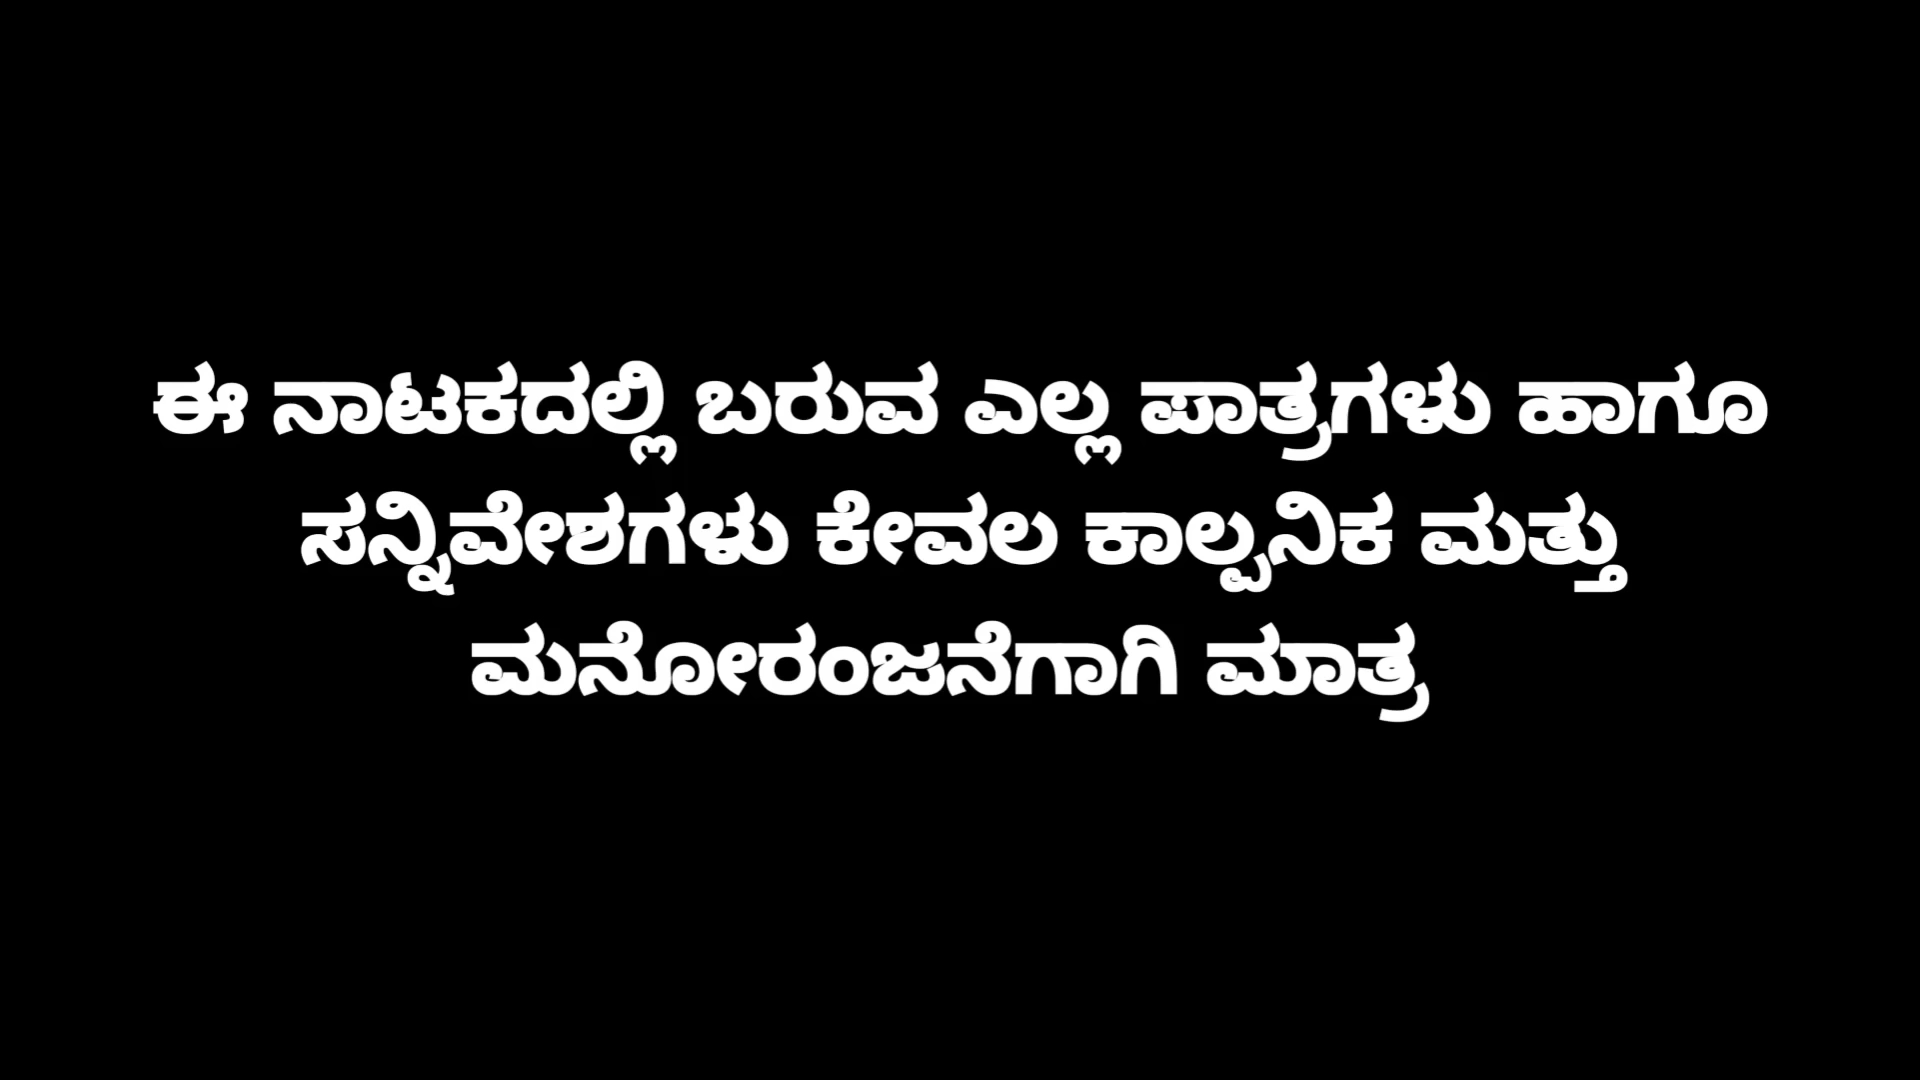 ಈ ನಾಟಕದಲ್ಲಿ ಬರುವ ಎಲ್ಲ ಪಾತ್ರಗಳು ಹಾಗೂ
ಸನ್ನಿವೇಶಗಳು ಕೇವಲ ಕಾಲ್ಪನಿಕ ಮತ್ತು
ಮನೋರಂಜನೆಗಾಗಿ ಮಾತ್ರ